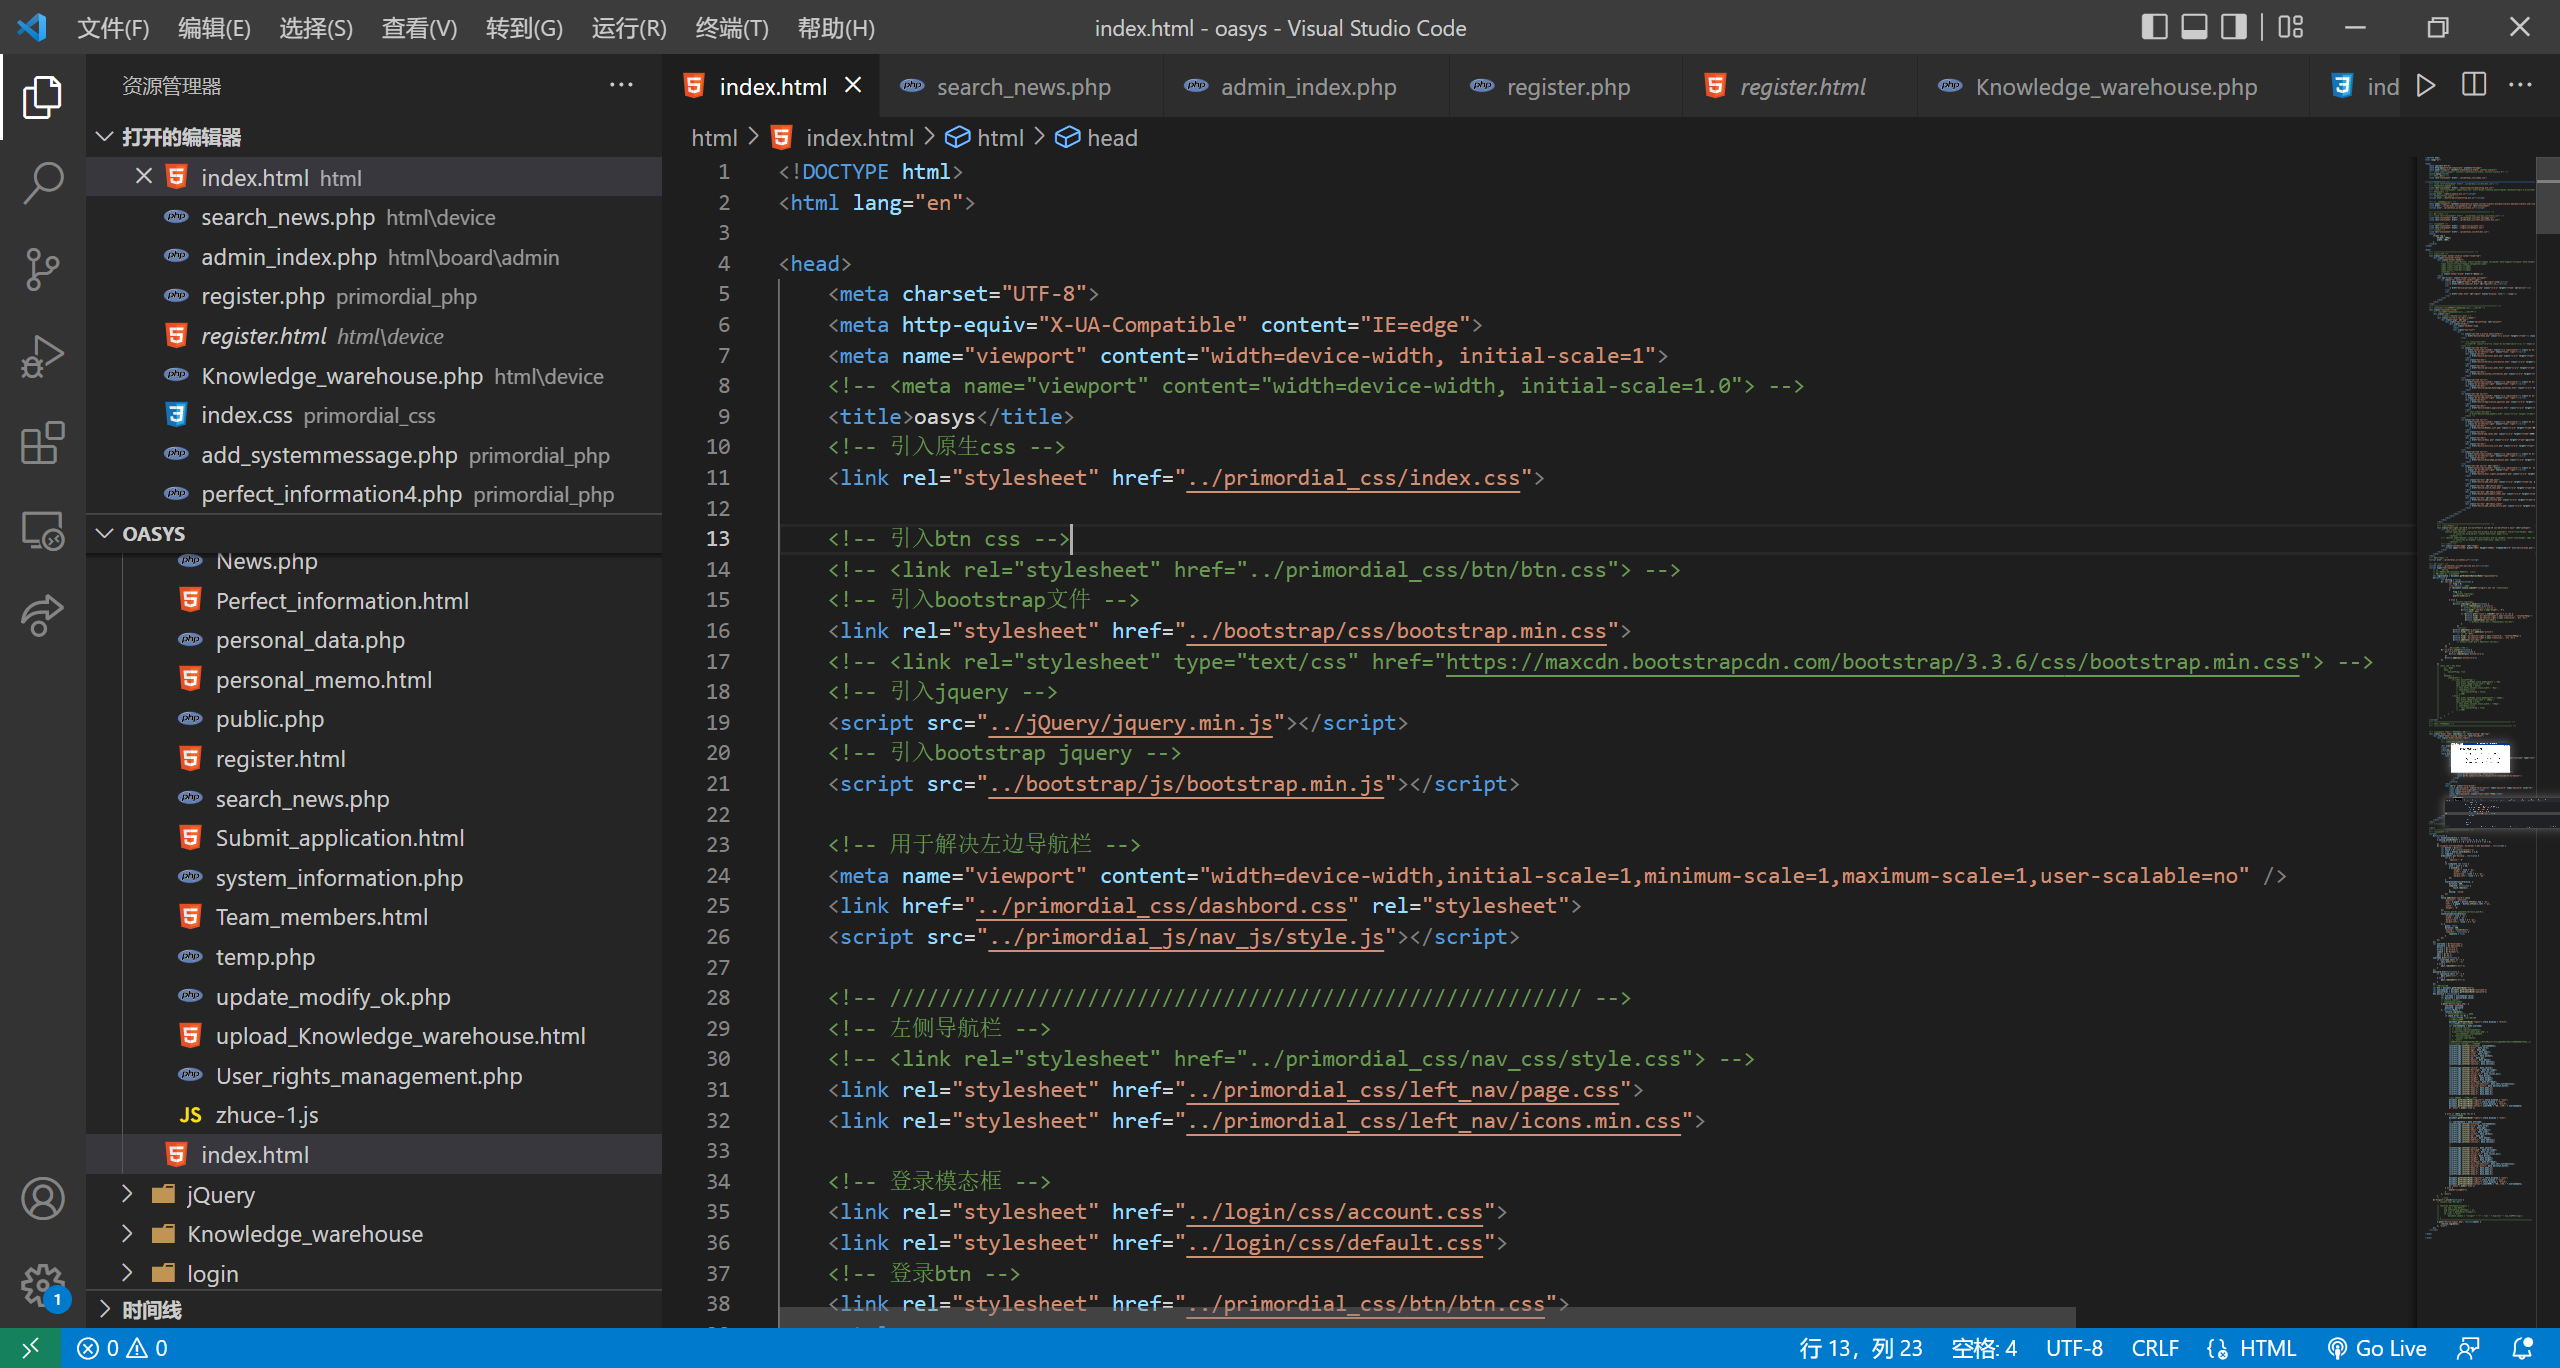 文件(F) 编辑(E) 选择(S) 查看(V) 转到(G) 运行(R) 终端(T) 帮助(H) index.html - oasys - Visual Studio Code
资源管理器
打开的编辑器
index.html html
search_news.php html\device
admin_index.php html\board\admin
register.php primordial_php
register.html html\device
Knowledge_warehouse.php html\device
index.css primordial_css
add_systemmessage.php primordial_php
perfect_information4.php primordial_php
OASYS
News.php
Perfect_information.html
personal_data.php
personal_memo.html
public.php
register.html
search_news.php
Submit_application.html
system_information.php
Team_members.html
temp.php
update_modify_ok.php
upload_Knowledge_warehouse.html
User_rights_management.php
JS zhuce-1.js
index.html
jQuery
Knowledge_warehouse
login
时间线
1
index.html search_news.php admin_index.php register.php register.html Knowledge_warehouse.php ind
html index.html html head
1 <!DOCTYPE html>
2 <html lang="en">
3
4 <head>
5 <meta charset="UTF-8">
6 <meta http-equiv="X-UA-Compatible" content="IE=edge">
7 <meta name="viewport" content="width=device-width, initial-scale=1">
8 <!-- <meta name="viewport" content="width=device-width, initial-scale=1.0"> -->
9 <title>oasys</title>
10 <!-- 引入原生css -->
11 <link rel="stylesheet" href="../primordial_css/index.css">
12
13 <!-- 引入btn css -->
14 <!-- <link rel="stylesheet" href="../primordial_css/btn/btn.css"> -->
15 <!-- 引入bootstrap文件 -->
16 <link rel="stylesheet" href="../bootstrap/css/bootstrap.min.css">
17 <!-- <link rel="stylesheet" type="text/css" href="https://maxcdn.bootstrapcdn.com/bootstrap/3.3.6/css/bootstrap.min.css"> -->
18 <!-- 引入jquery -->
19 <script src="../jQuery/jquery.min.js"></script>
20 <!-- 引入bootstrap jquery -->
21 <script src="../bootstrap/js/bootstrap.min.js"></script>
22
23 <!-- 用于解决左边导航栏 -->
24 <meta name="viewport" content="width=device-width,initial-scale=1,minimum-scale=1,maximum-scale=1,user-scalable=no" />
25 <link href="../primordial_css/dashbord.css" rel="stylesheet">
26 <script src="../primordial_js/nav_js/style.js"></script>
27
28 <!-- //////////////////////////////////////////////////////// -->
29 <!-- 左侧导航栏 -->
30 <!-- <link rel="stylesheet" href="../primordial_css/nav_css/style.css"> -->
31 <link rel="stylesheet" href="../primordial_css/left_nav/page.css">
32 <link rel="stylesheet" href="../primordial_css/left_nav/icons.min.css">
33
34 <!-- 登录模态框 -->
35 <link rel="stylesheet" href="../login/css/account.css">
36 <link rel="stylesheet" href="../login/css/default.css">
37 <!-- 登录btn -->
38 <link rel="stylesheet" href="../primordial_css/btn/btn.css">
0 0 行 13，列 23 空格: 4 UTF-8 CRLF HTML Go Live